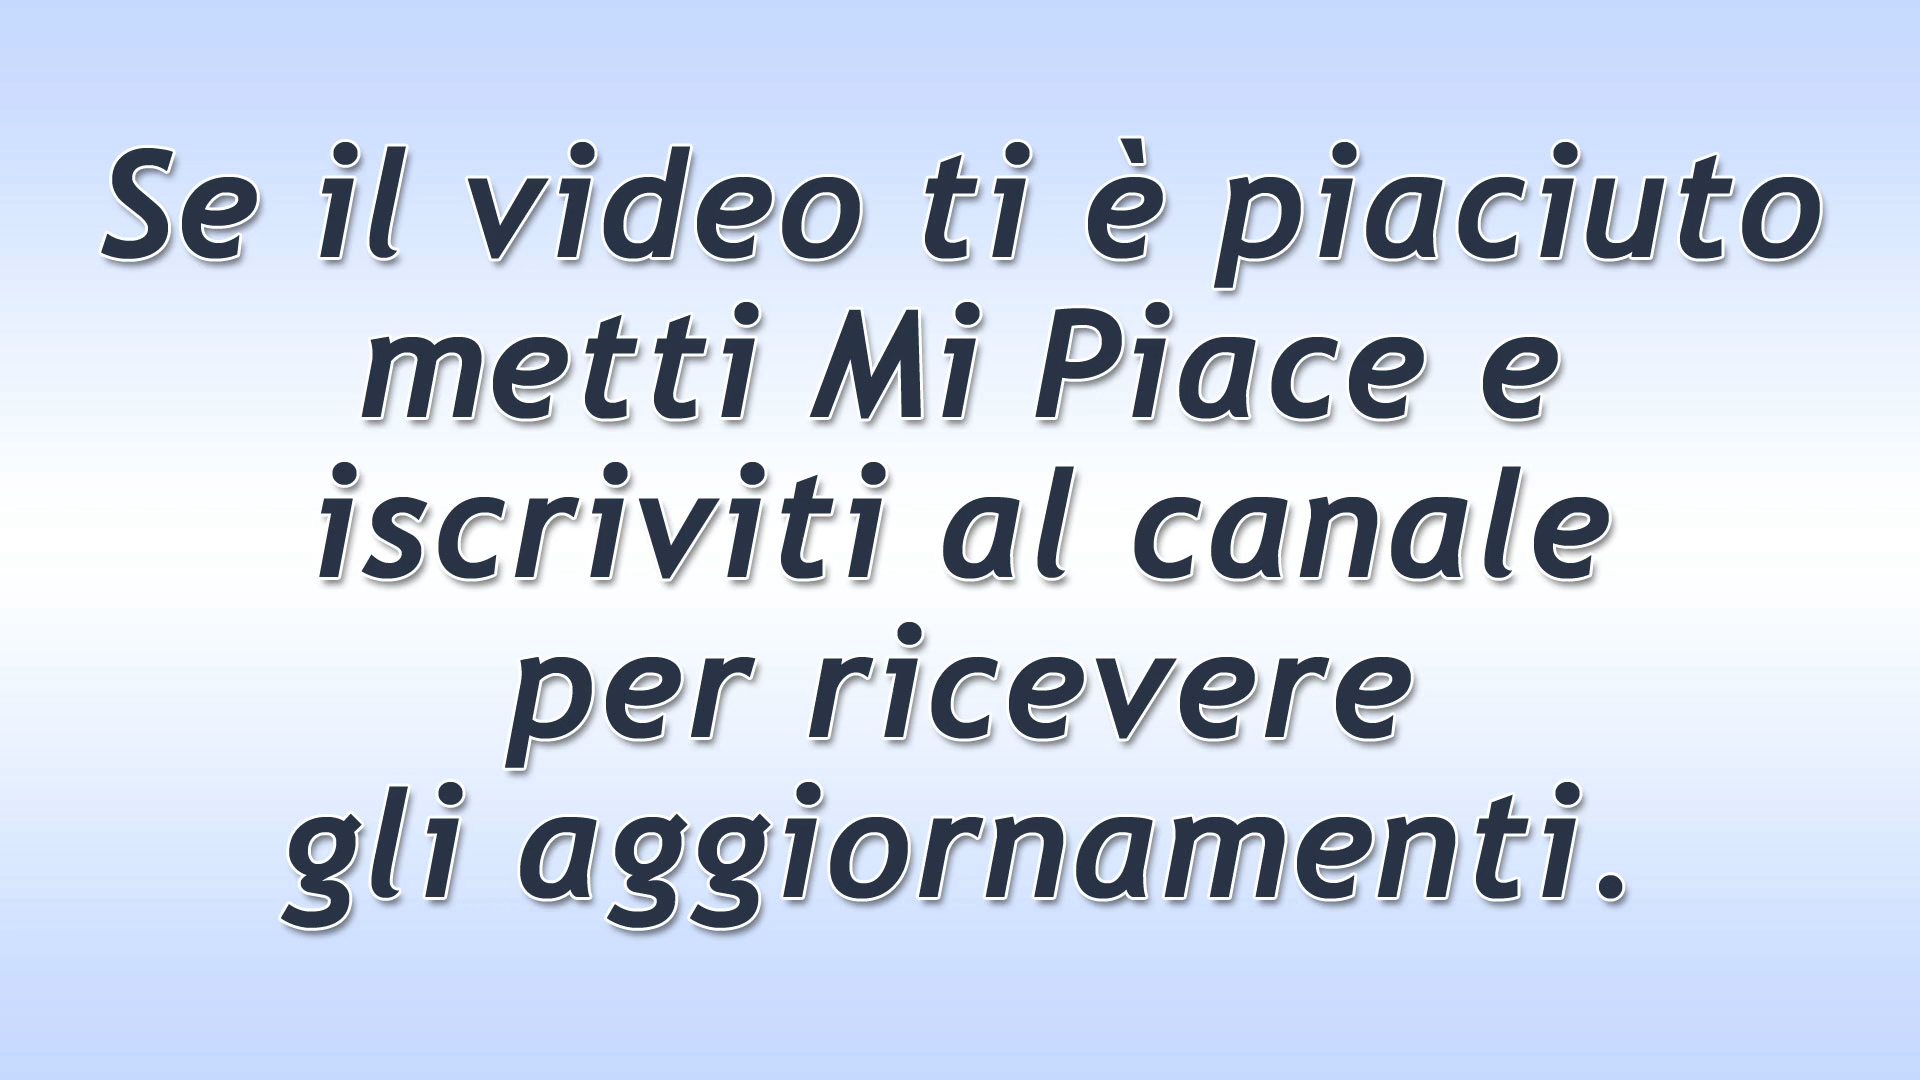 Se il video ti è piaciuto
metti Mi Piace e
iscriviti al canale
per ricevere
gli aggiornamenti.